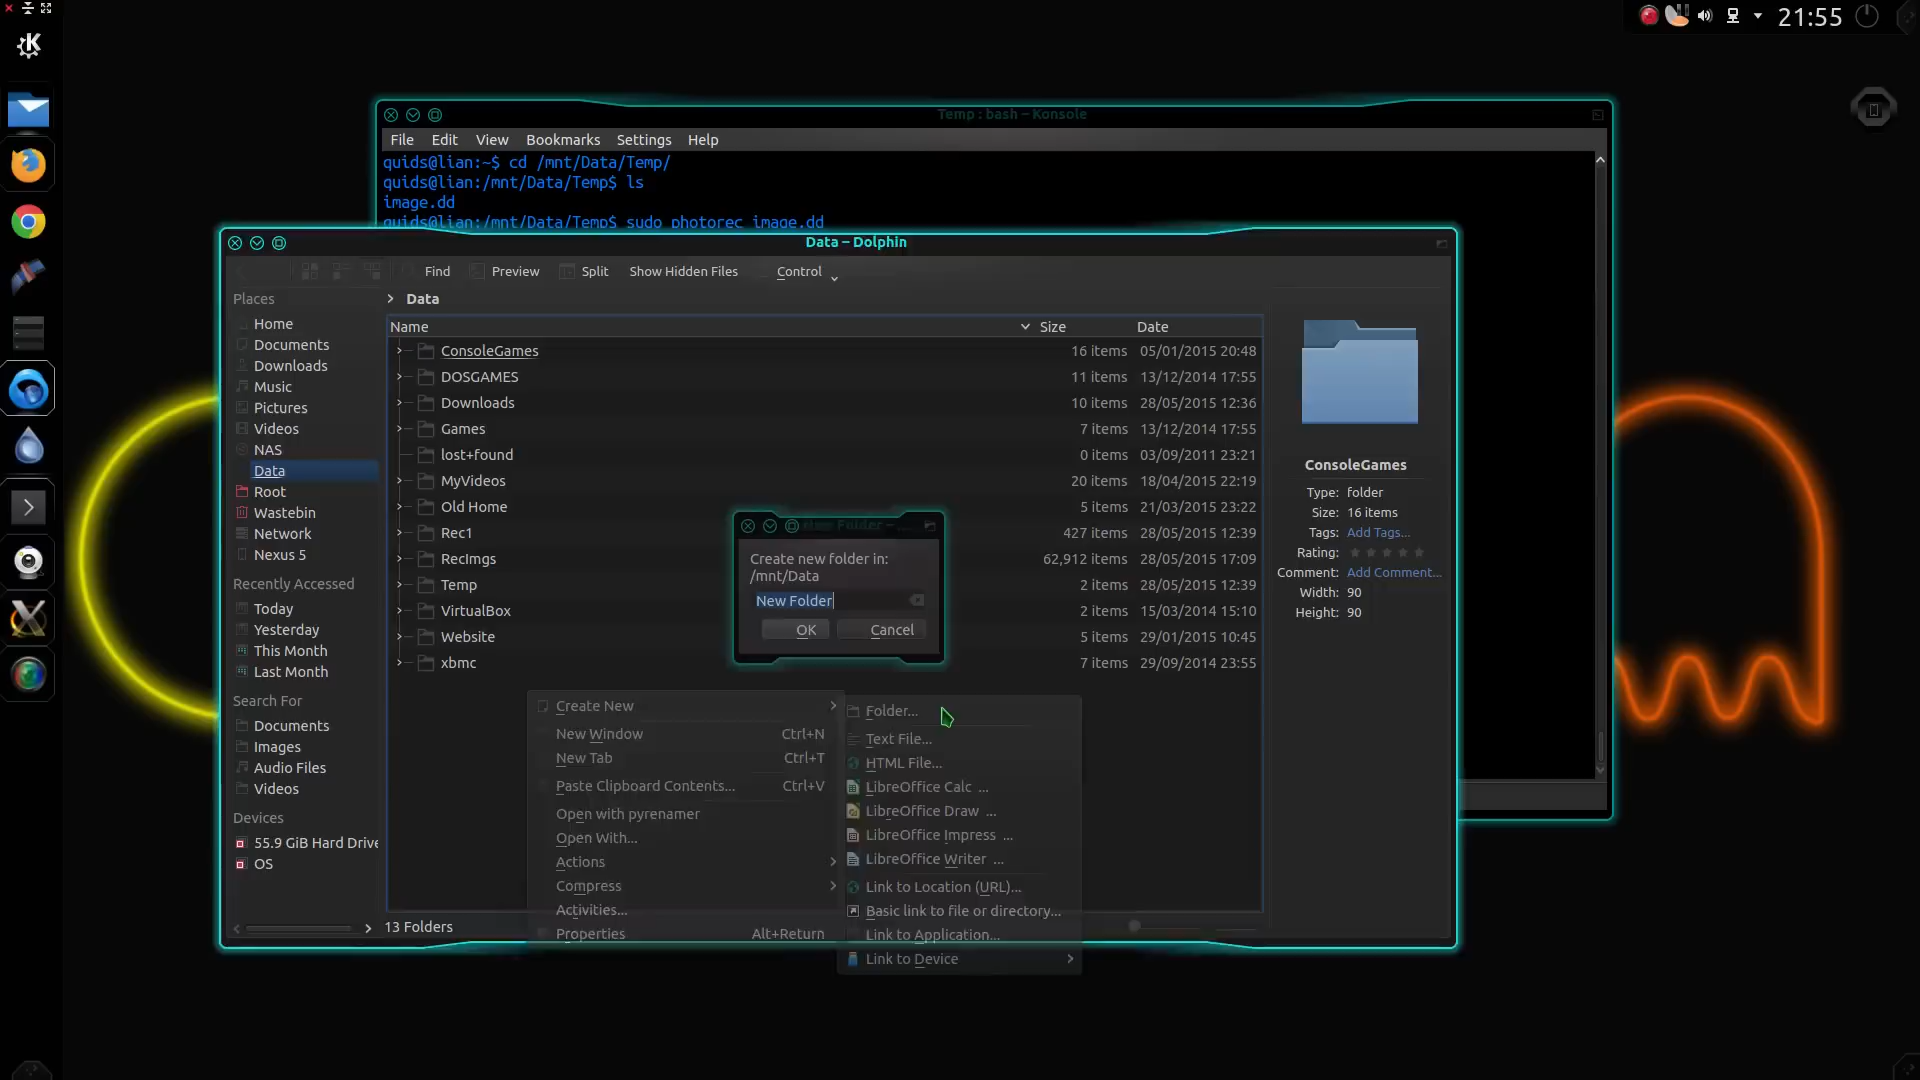 21:55
Temp : bash – Konsole
File Edit View Bookmarks Settings Help
quids@lian:~$ cd /mnt/Data/Temp/
quids@lian:/mnt/Data/Temp$ ls
image.dd
quids@lian:/mnt/Data/Temp$ sudo photorec image.dd
Data – Dolphin
Find Preview Split Show Hidden Files Control
Places
Home
Documents
Downloads
Music
Pictures
Videos
NAS
Data
Root
Wastebin
Network
Nexus 5
Recently Accessed
Today
Yesterday
This Month
Last Month
Search For
Documents
Images
Audio Files
Videos
Devices
55.9 GiB Hard Drive
OS
> Data
Name Size Date
ConsoleGames 16 items 05/01/2015 20:48
DOSGAMES 11 items 13/12/2014 17:55
Downloads 10 items 28/05/2015 12:36
Games 7 items 13/12/2014 17:55
lost+found 0 items 03/09/2011 23:21
MyVideos 20 items 18/04/2015 22:19
Old Home 5 items 21/03/2015 23:22
Rec1 427 items 28/05/2015 12:39
RecImgs 62,912 items 28/05/2015 17:09
Temp 2 items 28/05/2015 12:39
VirtualBox 2 items 15/03/2014 15:10
Website 5 items 29/01/2015 10:45
xbmc 7 items 29/09/2014 23:55
13 Folders
ConsoleGames
Type: folder
Size: 16 items
Tags: Add Tags...
Rating:
Comment: Add Comment...
Width: 90
Height: 90
Folder – ...
Create new folder in:
/mnt/Data
New Folder
OK Cancel
Create New
New Window Ctrl+N
New Tab Ctrl+T
Paste Clipboard Contents... Ctrl+V
Open with pyrenamer
Open With...
Actions
Compress
Activities...
Properties Alt+Return
Folder...
Text File...
HTML File...
LibreOffice Calc ...
LibreOffice Draw ...
LibreOffice Impress ...
LibreOffice Writer ...
Link to Location (URL)...
Basic link to file or directory...
Link to Application...
Link to Device